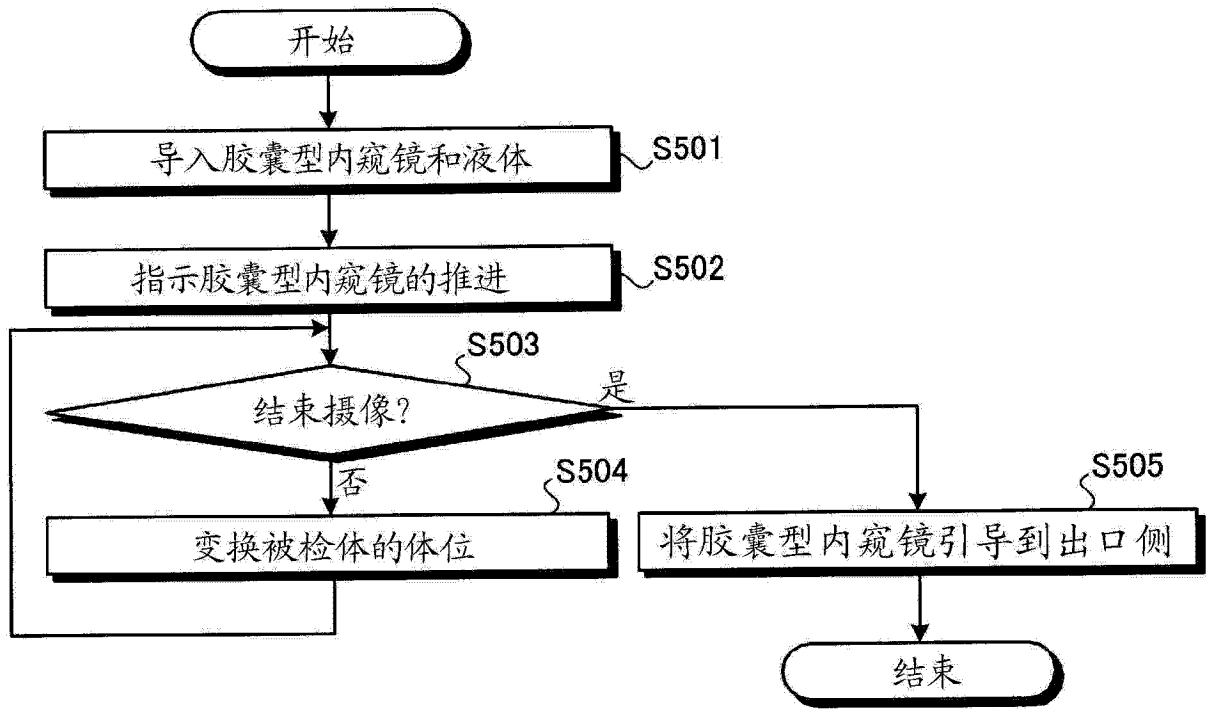 开始
导入胶囊型内窥镜和液体
S501
指示胶囊型内窥镜的推进
S502
S503
结束摄像?
是
否
S504
变换被检体的体位
S505
将胶囊型内窥镜引导到出口侧
结束